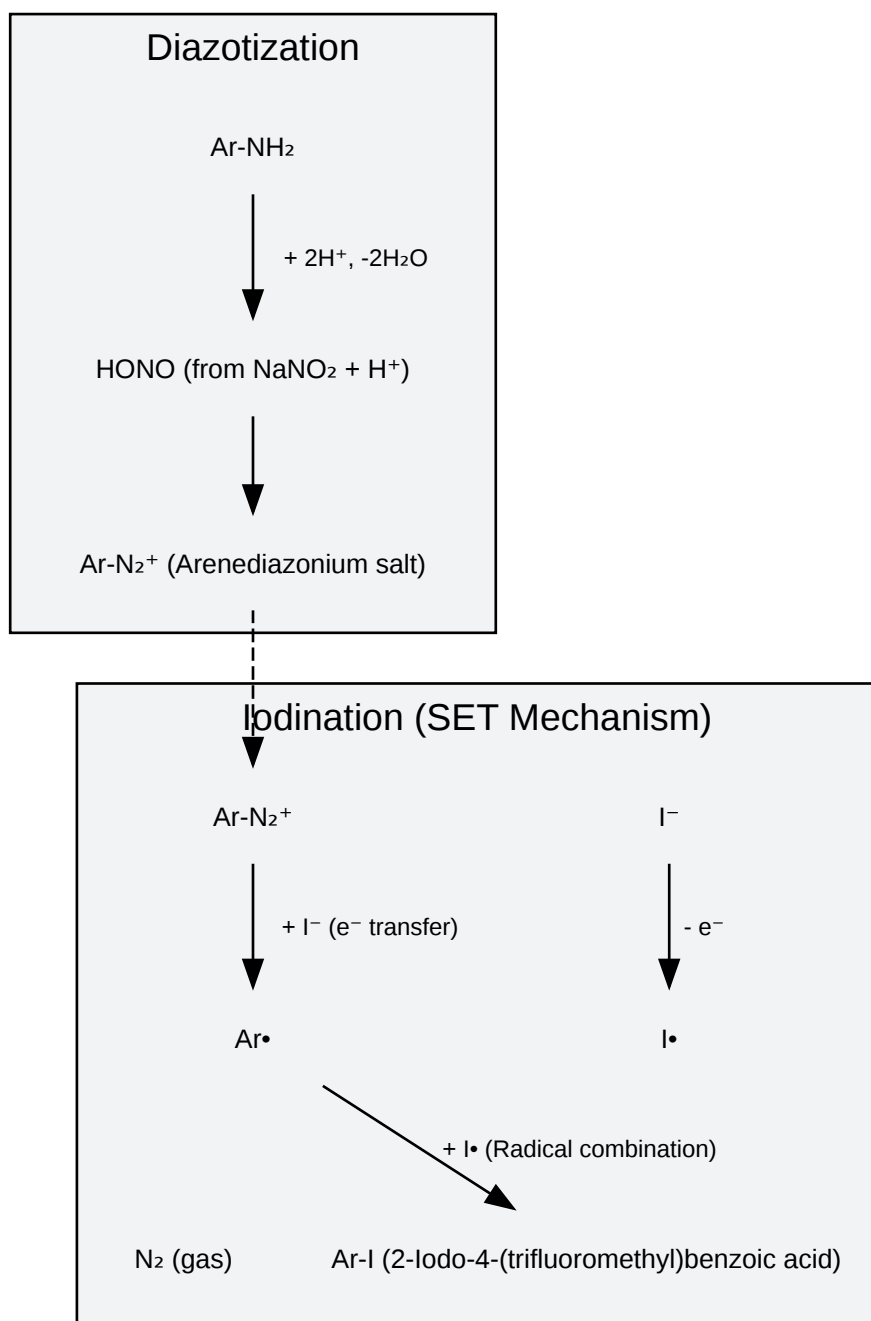 Diazotization
Ar-NH₂
+ 2H⁺, -2H₂O
HONO (from NaNO₂ + H⁺)
Ar-N₂⁺ (Arenediazonium salt)
Iodination (SET Mechanism)
Ar-N₂⁺
I⁻
+ I⁻ (e⁻ transfer)
- e⁻
Ar•
I•
+ I• (Radical combination)
N₂ (gas)
Ar-I (2-Iodo-4-(trifluoromethyl)benzoic acid)